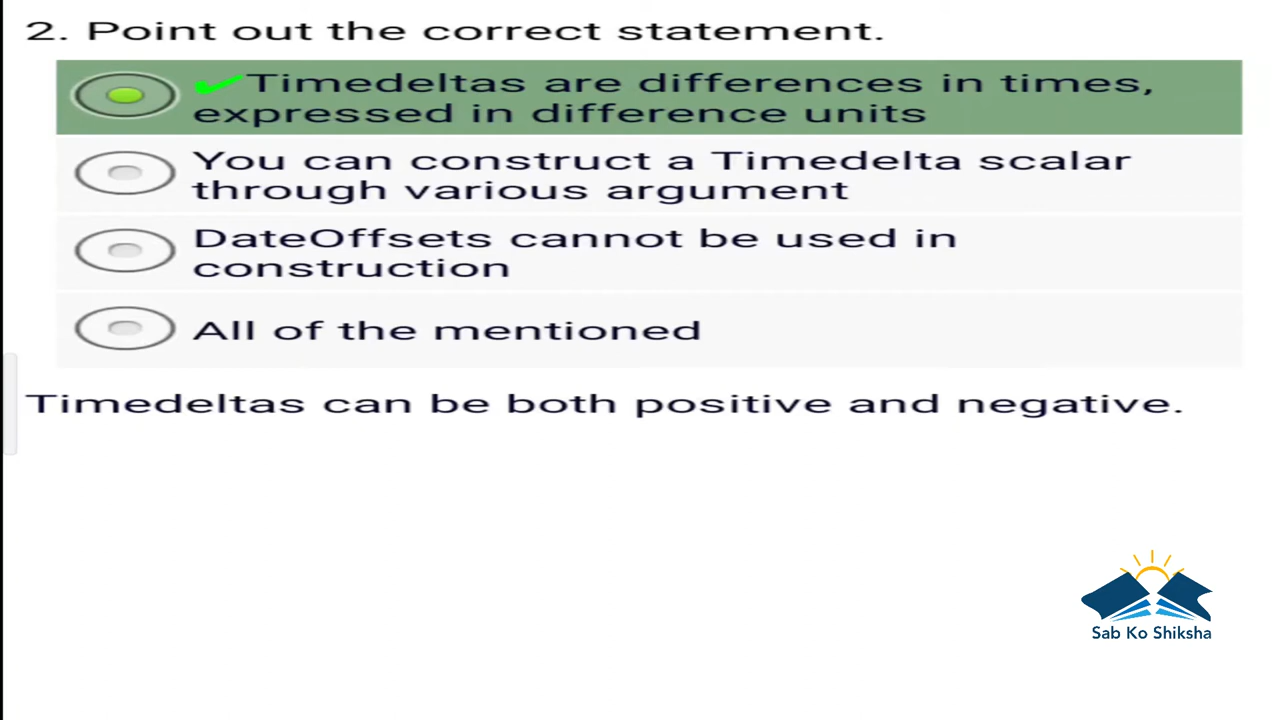 2. Point out the correct statement.
✔Timedeltas are differences in times,
expressed in difference units
You can construct a Timedelta scalar
through various argument
DateOffsets cannot be used in
construction
All of the mentioned
Timedeltas can be both positive and negative.
Sab Ko Shiksha